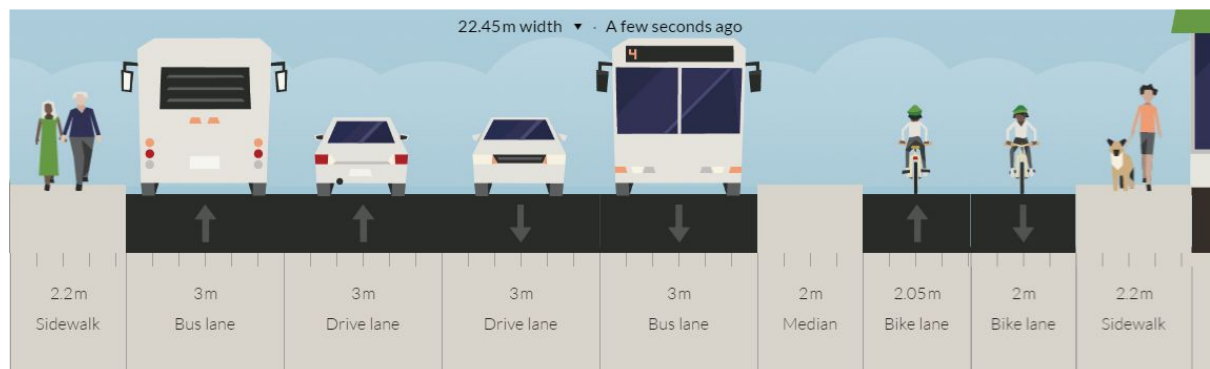 22.45m width ▼ · A few seconds ago
4
2.2m 3m 3m 3m 3m 2m 2.05m 2m 2.2m
Sidewalk Bus lane Drive lane Drive lane Bus lane Median Bike lane Bike lane Sidewalk